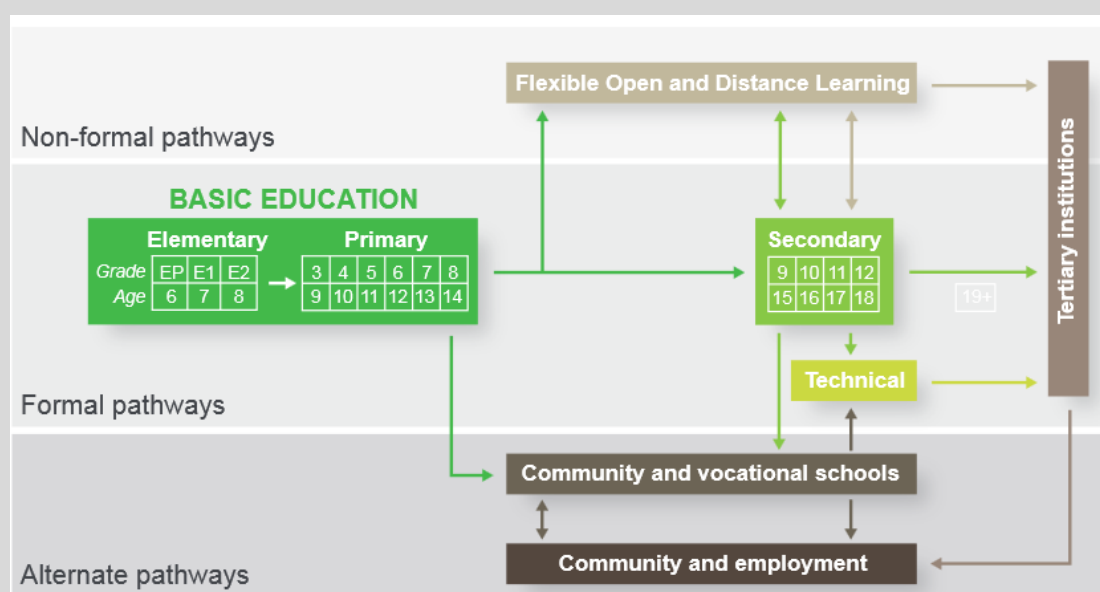 Flexible Open and Distance Learning
Non-formal pathways
Tertiary institutions
BASIC EDUCATION
Elementary Primary
Grade EP E1 E2 3 4 5 6 7 8
Age 6 7 8 9 10 11 12 13 14
Secondary
9 10 11 12
15 16 17 18
19+
Technical
Formal pathways
Community and vocational schools
Community and employment
Alternate pathways